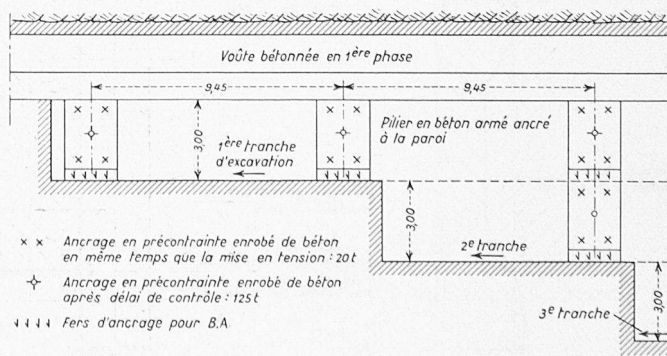 Voûte bétonnée en 1ère phase
9,45
9,45
Pilier en béton armé ancré
à la paroi
3,00
1ère tranche
d'excavation
3,00
2e tranche
3,00
3e tranche
x x Ancrage en précontrainte enrobé de béton
en même temps que la mise en tension : 20t
Ancrage en précontrainte enrobé de béton
après délai de contrôle : 125t
Fers d'ancrage pour B.A